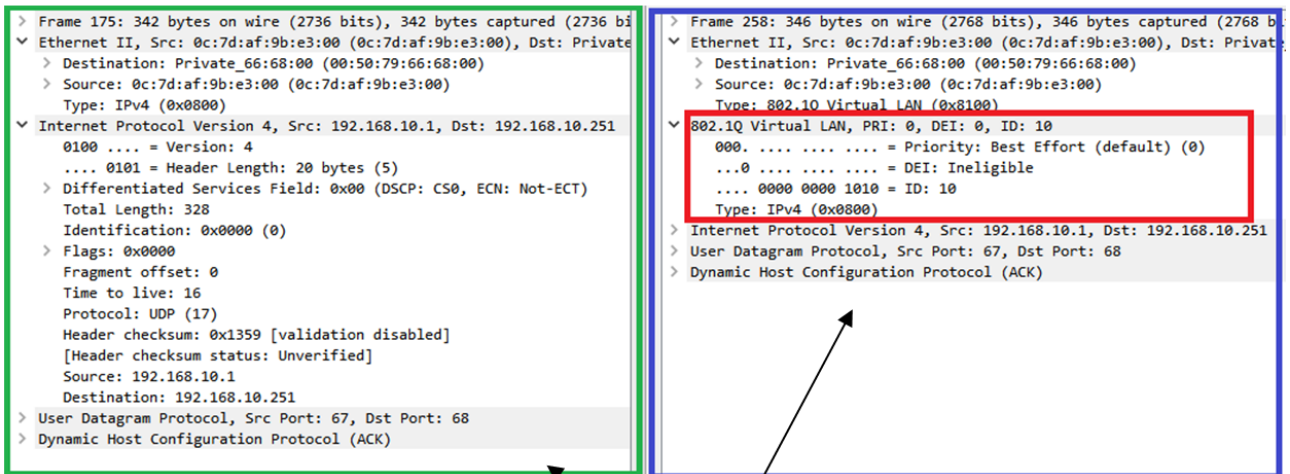 Frame 175: 342 bytes on wire (2736 bits), 342 bytes captured (2736 bi
Ethernet II, Src: 0c:7d:af:9b:e3:00 (0c:7d:af:9b:e3:00), Dst: Private
Destination: Private_66:68:00 (00:50:79:66:68:00)
Source: 0c:7d:af:9b:e3:00 (0c:7d:af:9b:e3:00)
Type: IPv4 (0x0800)
Internet Protocol Version 4, Src: 192.168.10.1, Dst: 192.168.10.251
0100 .... = Version: 4
.... 0101 = Header Length: 20 bytes (5)
Differentiated Services Field: 0x00 (DSCP: CS0, ECN: Not-ECT)
Total Length: 328
Identification: 0x0000 (0)
Flags: 0x0000
Fragment offset: 0
Time to live: 16
Protocol: UDP (17)
Header checksum: 0x1359 [validation disabled]
[Header checksum status: Unverified]
Source: 192.168.10.1
Destination: 192.168.10.251
User Datagram Protocol, Src Port: 67, Dst Port: 68
Dynamic Host Configuration Protocol (ACK)
Frame 258: 346 bytes on wire (2768 bits), 346 bytes captured (2768 b
Ethernet II, Src: 0c:7d:af:9b:e3:00 (0c:7d:af:9b:e3:00), Dst: Privat
Destination: Private_66:68:00 (00:50:79:66:68:00)
Source: 0c:7d:af:9b:e3:00 (0c:7d:af:9b:e3:00)
Type: 802.1Q Virtual LAN (0x8100)
802.1Q Virtual LAN, PRI: 0, DEI: 0, ID: 10
000. .... .... .... = Priority: Best Effort (default) (0)
...0 .... .... .... = DEI: Ineligible
.... 0000 0000 1010 = ID: 10
Type: IPv4 (0x0800)
Internet Protocol Version 4, Src: 192.168.10.1, Dst: 192.168.10.251
User Datagram Protocol, Src Port: 67, Dst Port: 68
Dynamic Host Configuration Protocol (ACK)